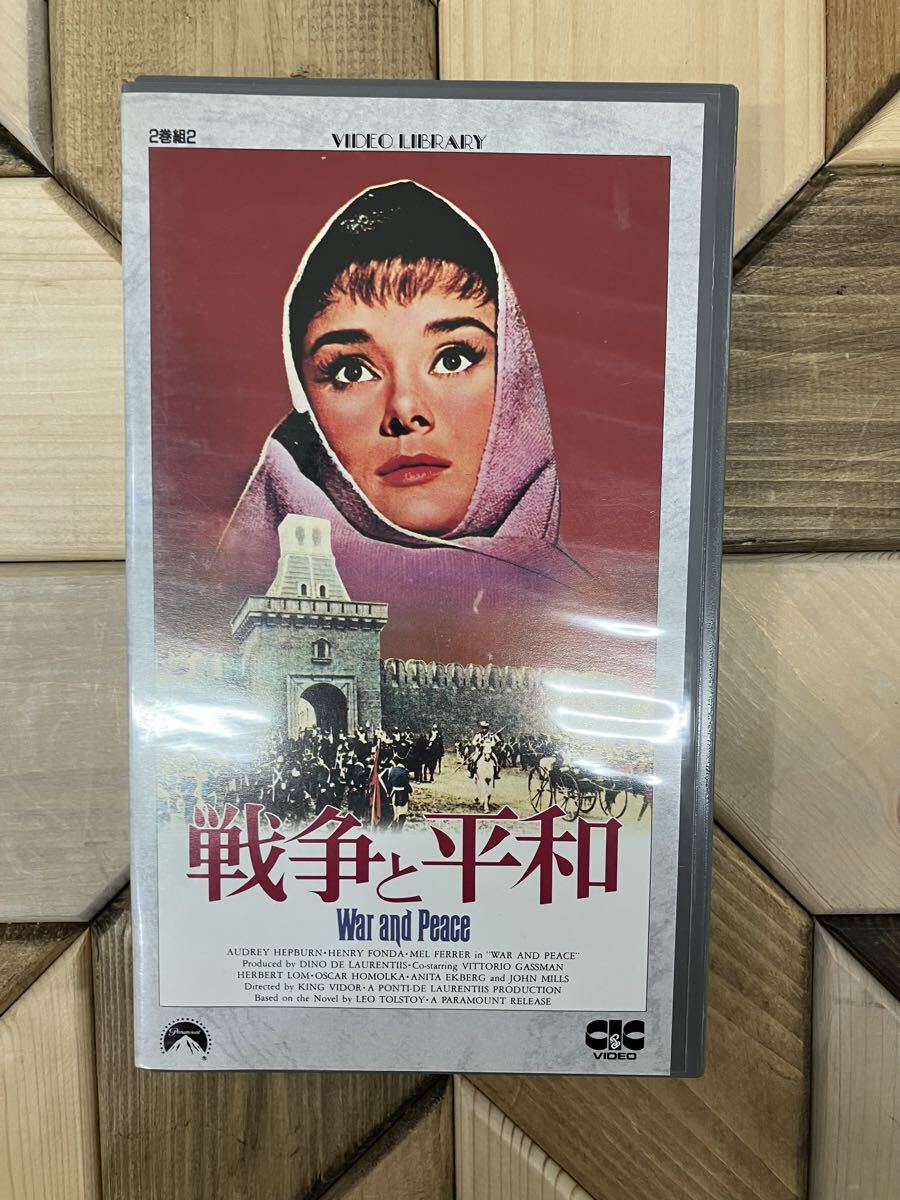 2巻組2
VIDEO LIBRARY
戦争と平和
War and Peace
AUDREY HEPBURN・HENRY FONDA・MEL FERRER in "WAR AND PEACE"
Produced by DINO DE LAURENTIIS・Co-starring VITTORIO GASSMAN
HERBERT LOM・OSCAR HOMOLKA・ANITA EKBERG and JOHN MILLS
Directed by KING VIDOR・A PONTI-DE LAURENTIIS PRODUCTION
Based on the Novel by LEO TOLSTOY・A PARAMOUNT RELEASE
Paramount ®
CIC
VIDEO